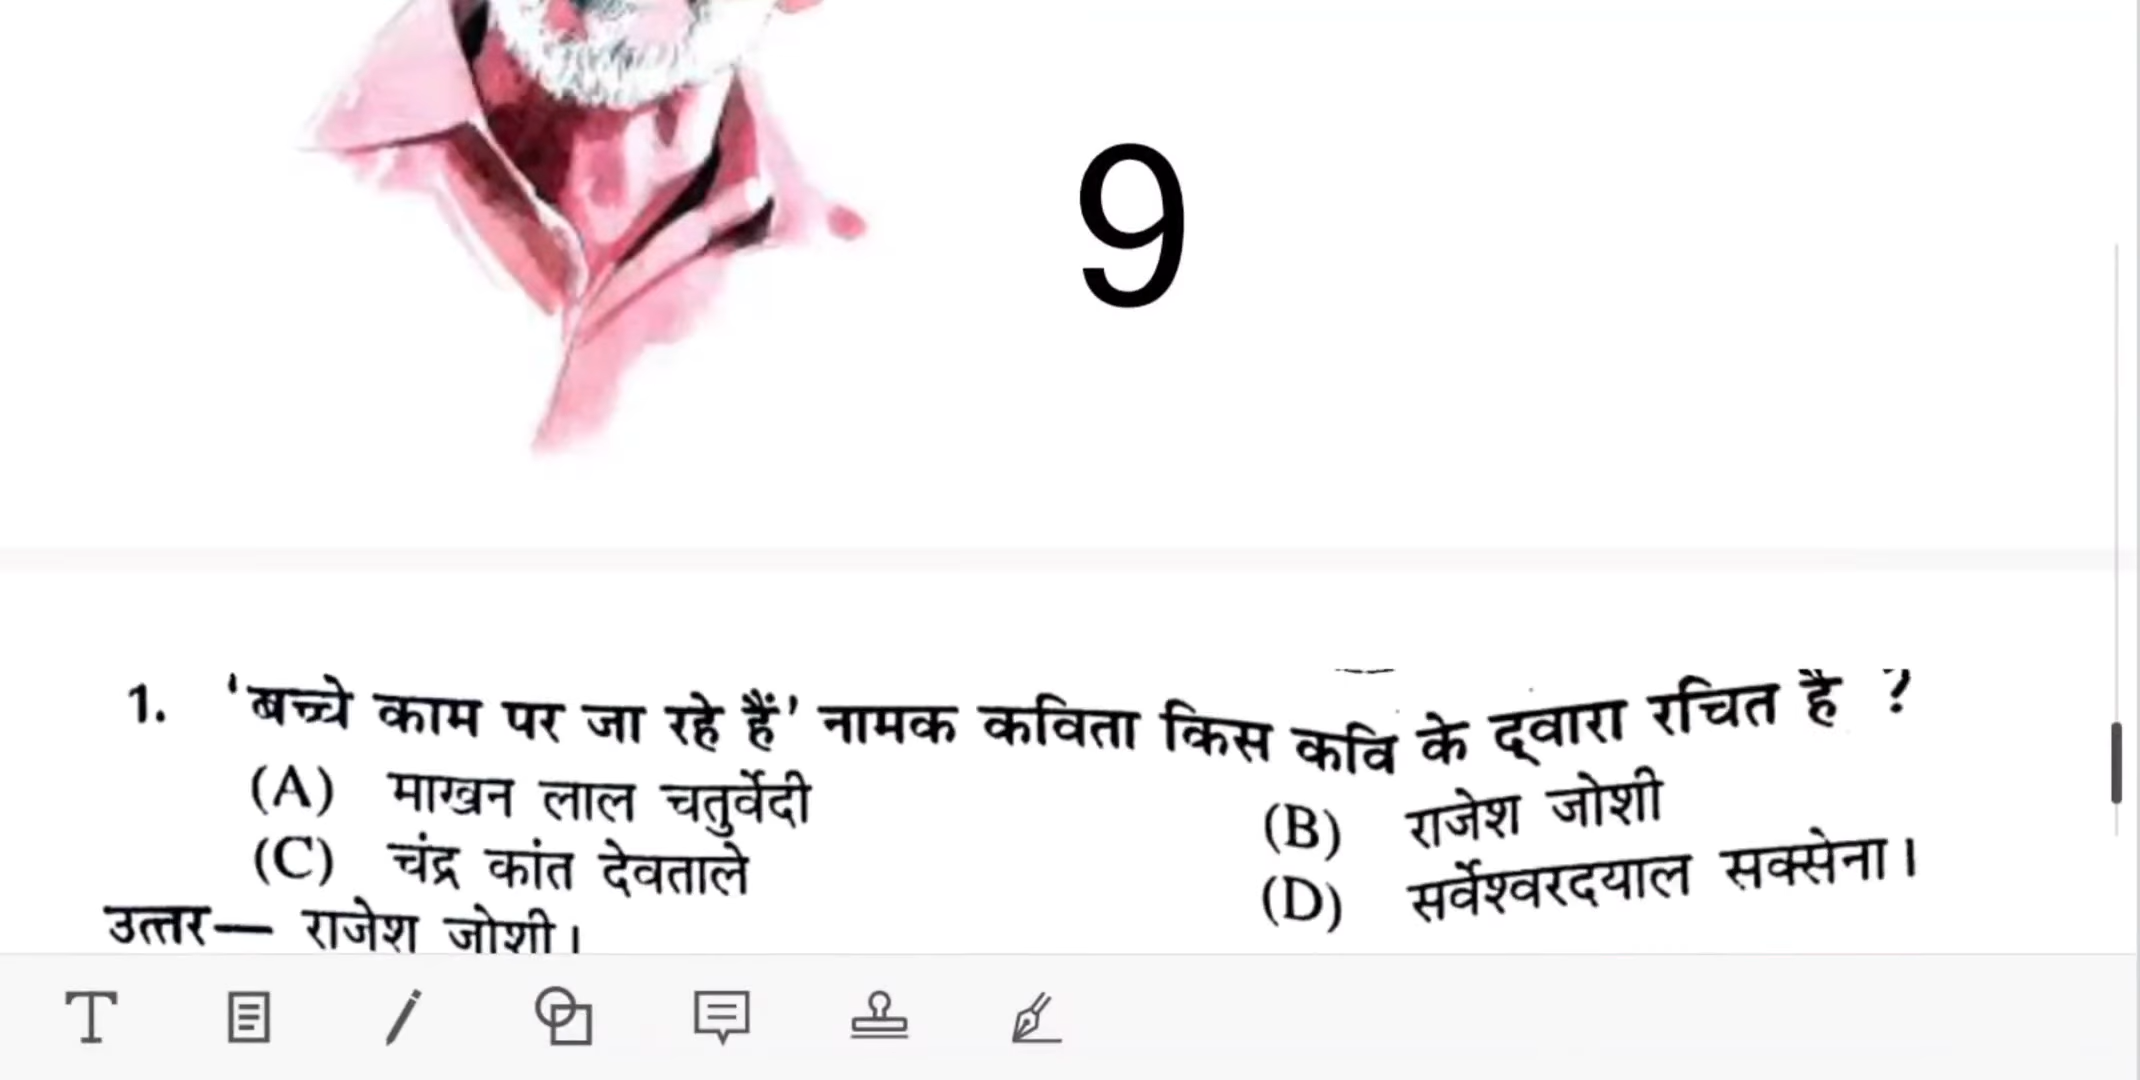 9
1. 'बच्चे काम पर जा रहे हैं' नामक कविता किस कवि के द्वारा रचित है ?
(A) माखन लाल चतुर्वेदी (B) राजेश जोशी
(C) चंद्र कांत देवताले (D) सर्वेश्वरदयाल सक्सेना।
उत्तर— राजेश जोशी।
T